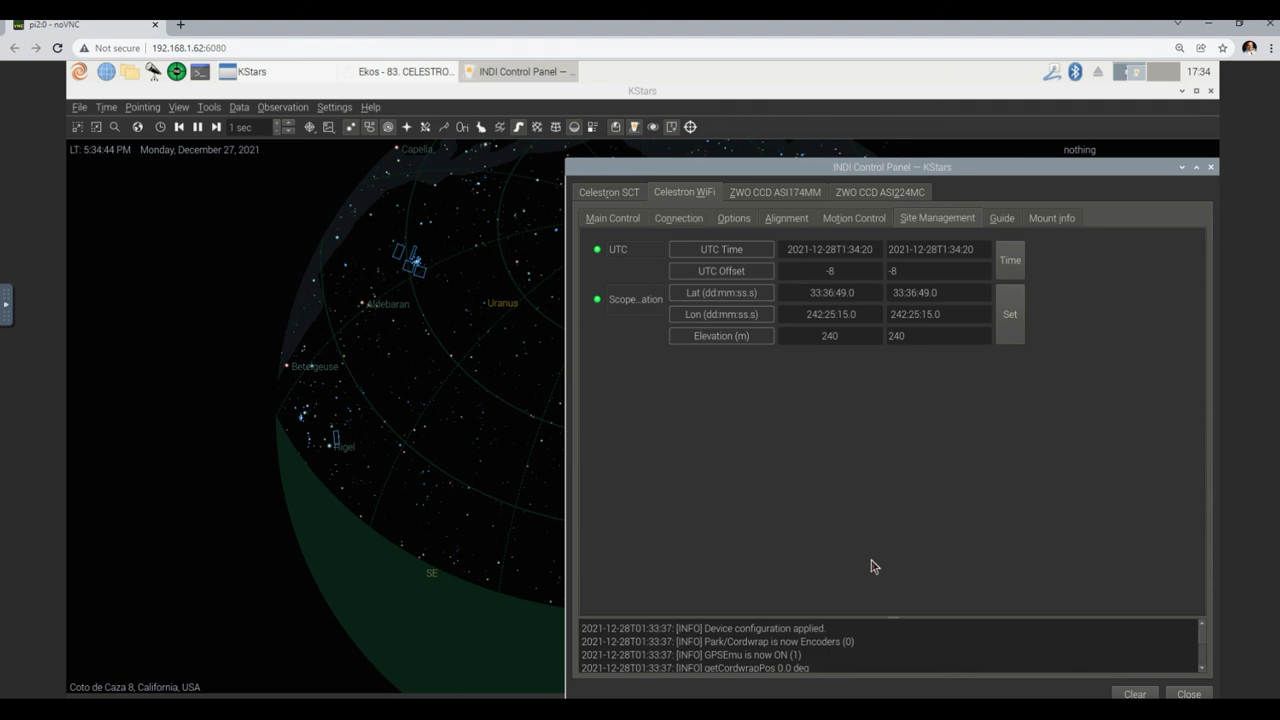 pi2:0 - noVNC
Not secure | 192.168.1.62:6080
KStars
Ekos - 83. CELESTRO...
INDI Control Panel — ...
17:34
KStars
File Time Pointing View Tools Data Observation Settings Help
1 sec
LT: 5:34:44 PM Monday, December 27, 2021
nothing
Capella
Aldebaran
Uranus
Betelgeuse
Rigel
SE
Coto de Caza 8, California, USA
INDI Control Panel — KStars
Celestron SCT Celestron WiFi ZWO CCD ASI174MM ZWO CCD ASI224MC
Main Control Connection Options Alignment Motion Control Site Management Guide Mount info
UTC UTC Time 2021-12-28T1:34:20 2021-12-28T1:34:20 Time
UTC Offset -8 -8
Scope...ation Lat (dd:mm:ss.s) 33:36:49.0 33:36:49.0
Lon (dd:mm:ss.s) 242:25:15.0 242:25:15.0 Set
Elevation (m) 240 240
2021-12-28T01:33:37: [INFO] Device configuration applied.
2021-12-28T01:33:37: [INFO] Park/Cordwrap is now Encoders (0)
2021-12-28T01:33:37: [INFO] GPSEmu is now ON (1)
2021-12-28T01:33:37: [INFO] getCordwrapPos 0.0 deg
Clear Close